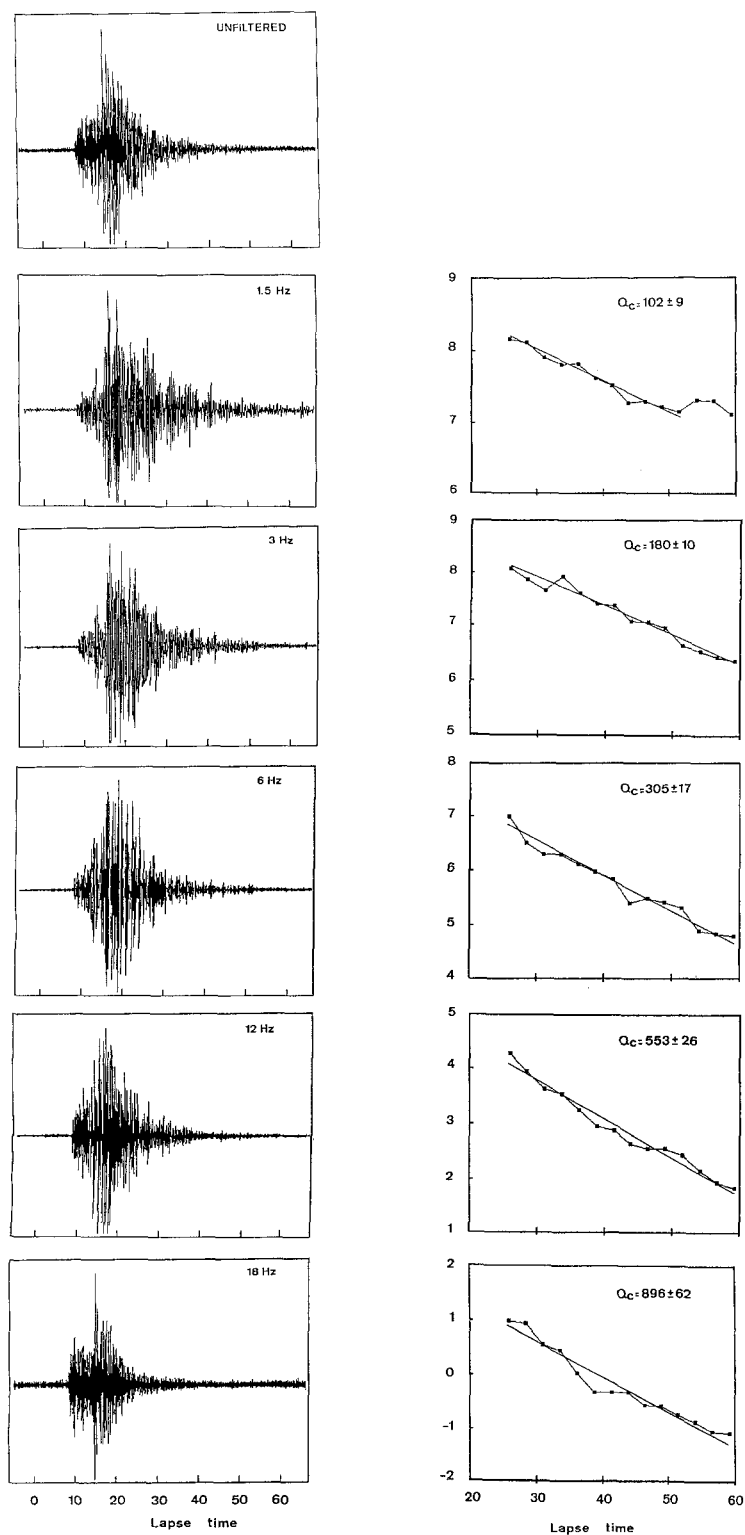 UNFILTERED
1.5 Hz
9
8
7
6
Qc=102±9
3 Hz
9
8
7
6
5
Qc=180±10
6 Hz
8
7
6
5
4
Qc=305±17
12 Hz
5
4
3
2
1
Qc=553±26
18 Hz
0 10 20 30 40 50 60
Lapse time
2
1
0
-1
-2
Qc=896±62
20 30 40 50 60
Lapse time